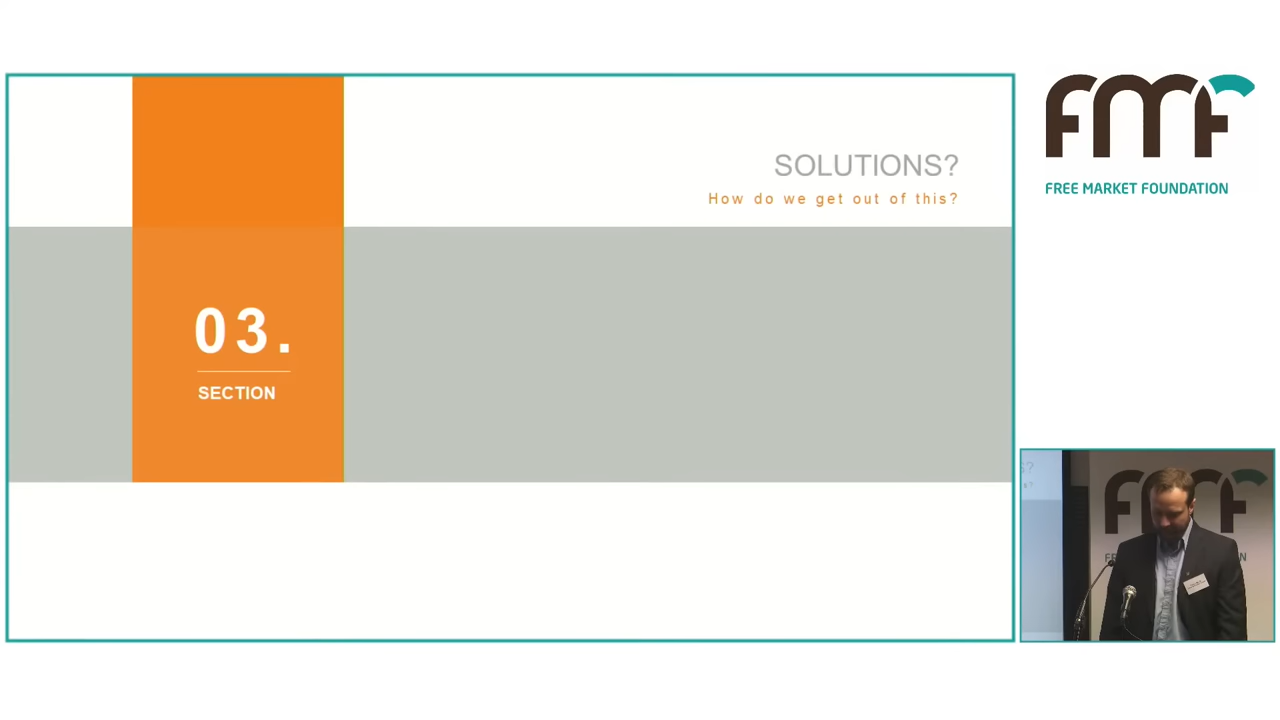 SOLUTIONS?
How do we get out of this?
03.
SECTION
FMF
FREE MARKET FOUNDATION